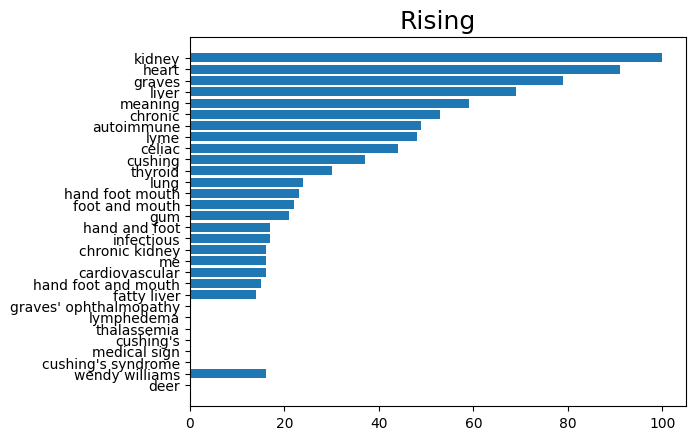 Rising
kidney
heart
graves
liver
meaning
chronic
autoimmune
lyme
celiac
cushing
thyroid
lung
hand foot mouth
foot and mouth
gum
hand and foot
infectious
chronic kidney
me
cardiovascular
hand foot and mouth
fatty liver
graves' ophthalmopathy
lymphedema
thalassemia
cushing's
medical sign
cushing's syndrome
wendy williams
deer
0 20 40 60 80 100